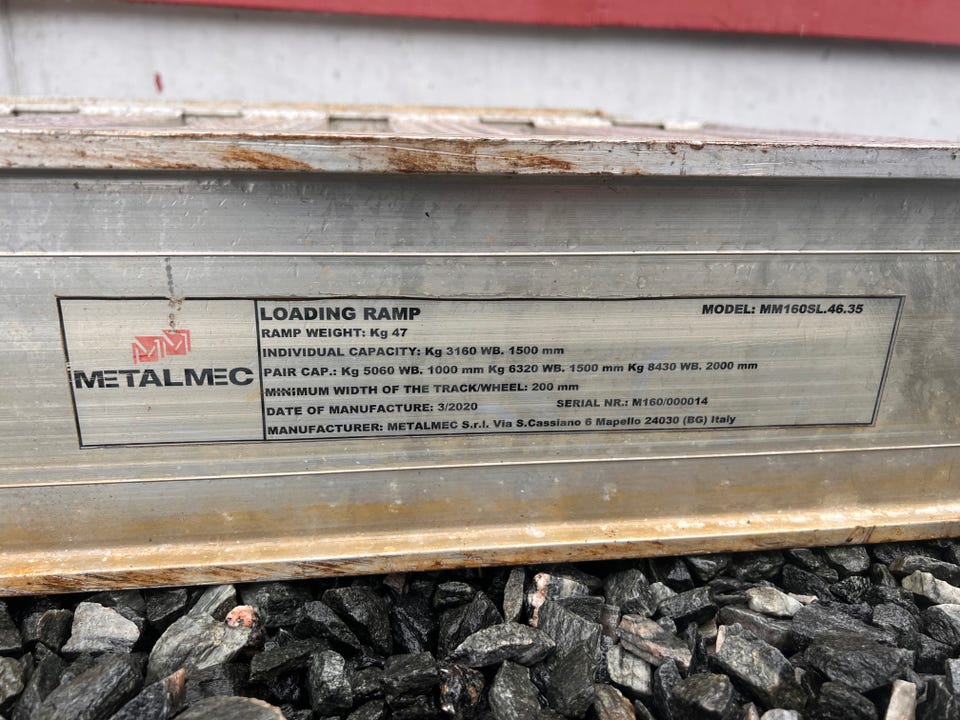 LOADING RAMP MODEL: MM160SL.46.35
RAMP WEIGHT: Kg 47
INDIVIDUAL CAPACITY: Kg 3160 WB. 1500 mm
PAIR CAP.: Kg 5060 WB. 1000 mm Kg 6320 WB. 1500 mm Kg 8430 WB. 2000 mm
MINIMUM WIDTH OF THE TRACK/WHEEL: 200 mm
DATE OF MANUFACTURE: 3/2020 SERIAL NR.: M160/000014
MANUFACTURER: METALMEC S.r.l. Via S.Cassiano 6 Mapello 24030 (BG) Italy
MM
METALMEC